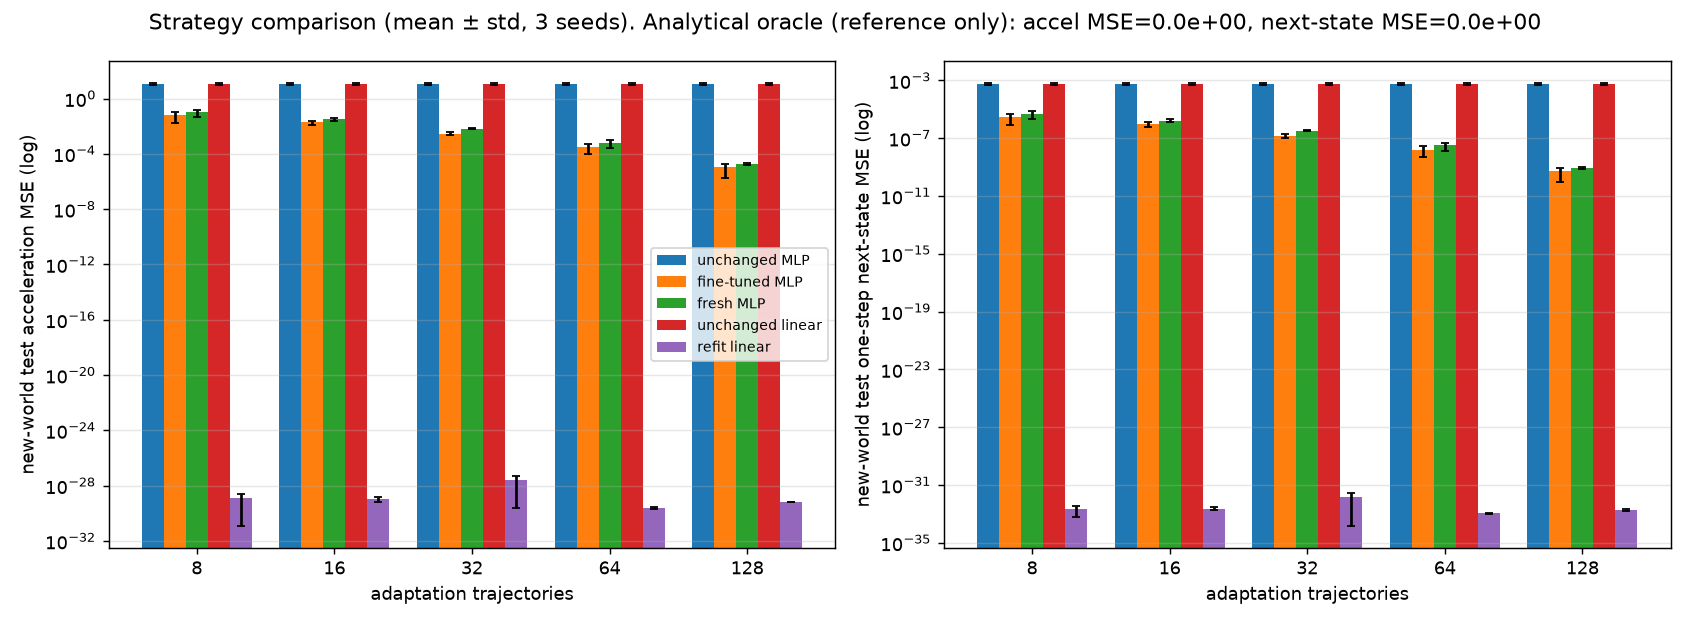 Strategy comparison (mean ± std, 3 seeds). Analytical oracle (reference only): accel MSE=0.0e+00, next-state MSE=0.0e+00
new-world test acceleration MSE (log)
10^0
10^-4
10^-8
10^-12
10^-16
10^-20
10^-24
10^-28
10^-32
8 16 32 64 128
adaptation trajectories
unchanged MLP
fine-tuned MLP
fresh MLP
unchanged linear
refit linear
new-world test one-step next-state MSE (log)
10^-3
10^-7
10^-11
10^-15
10^-19
10^-23
10^-27
10^-31
10^-35
8 16 32 64 128
adaptation trajectories